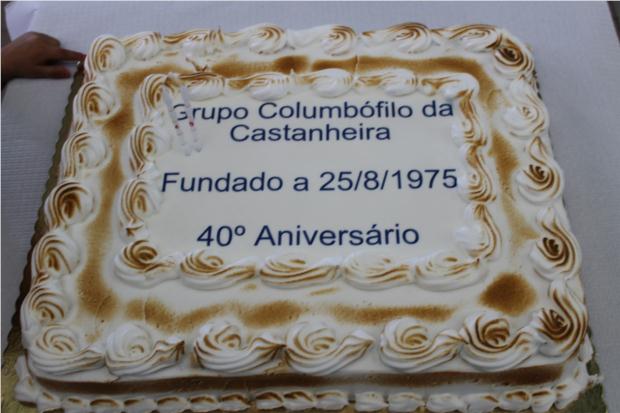 Grupo Columbófilo da
Castanheira
Fundado a 25/8/1975
40º Aniversário